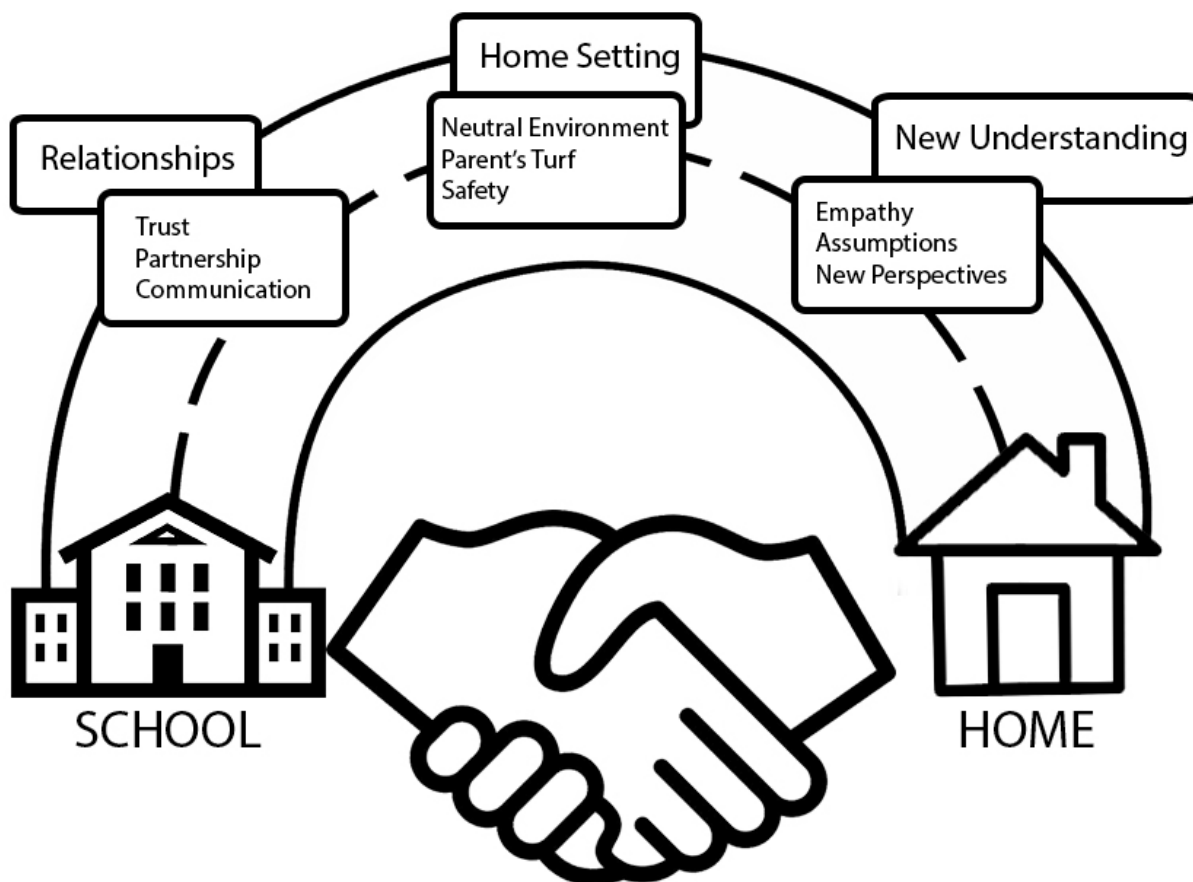 Relationships
Trust
Partnership
Communication
Home Setting
Neutral Environment
Parent's Turf
Safety
New Understanding
Empathy
Assumptions
New Perspectives
SCHOOL
HOME